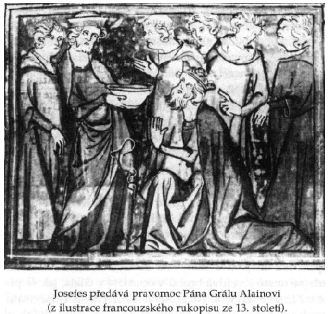 Josefes předává pravomoc Pána Grálu Alainovi
(z ilustrace francouzského rukopisu ze 13. století).